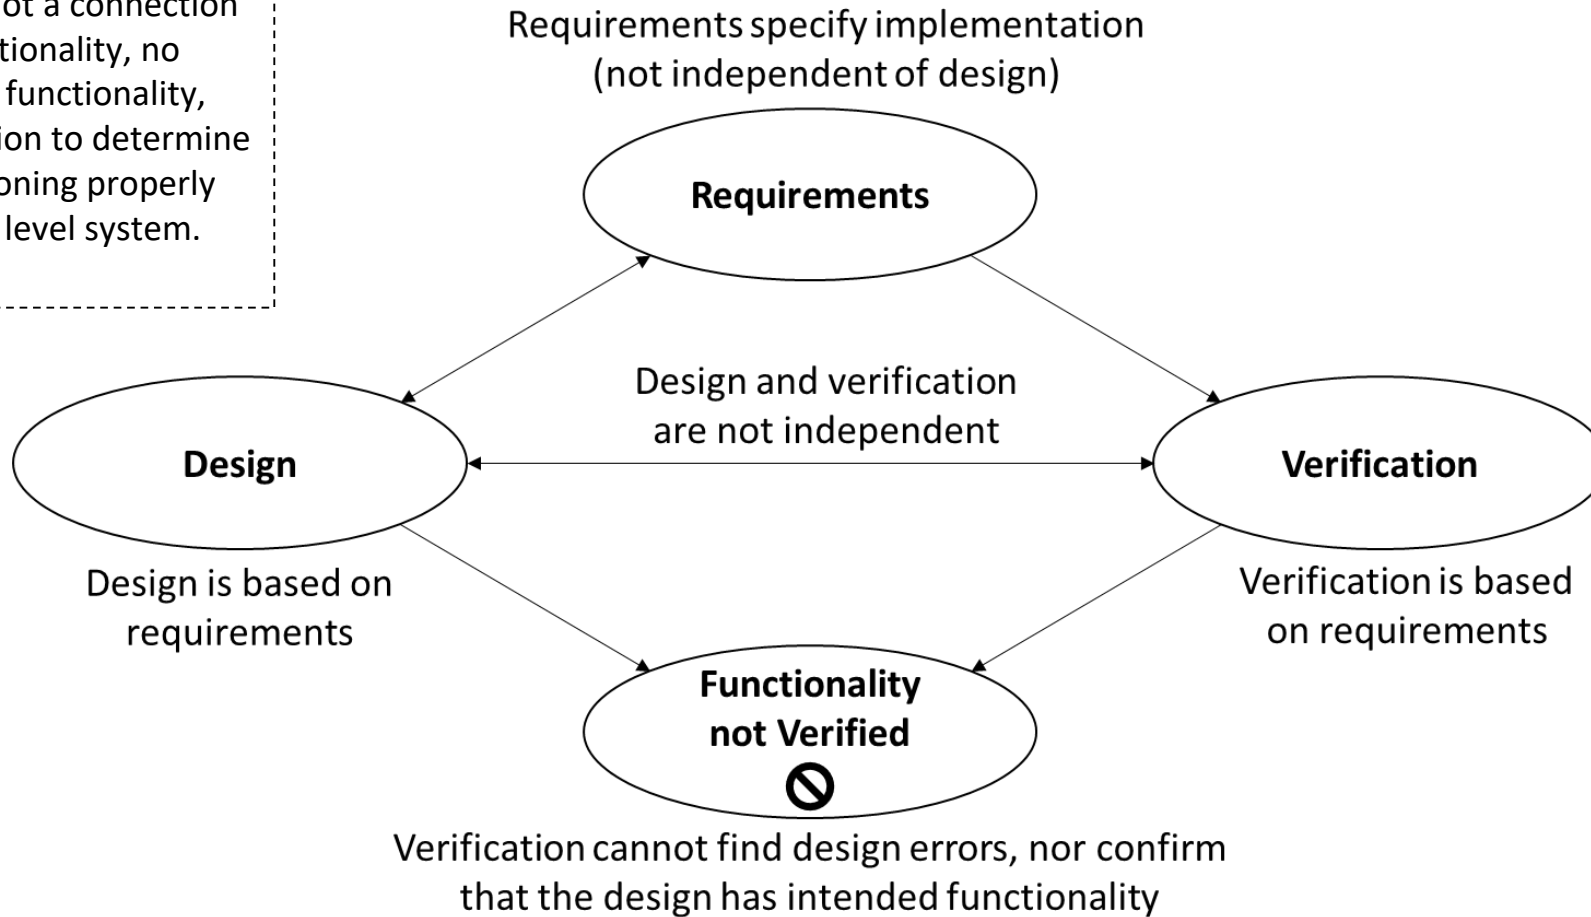 ot a connection
tionality, no
functionality,
ion to determine
oning properly
level system.
Requirements specify implementation
(not independent of design)
Requirements
Design and verification
are not independent
Design
Verification
Design is based on
requirements
Verification is based
on requirements
Functionality
not Verified
Verification cannot find design errors, nor confirm
that the design has intended functionality